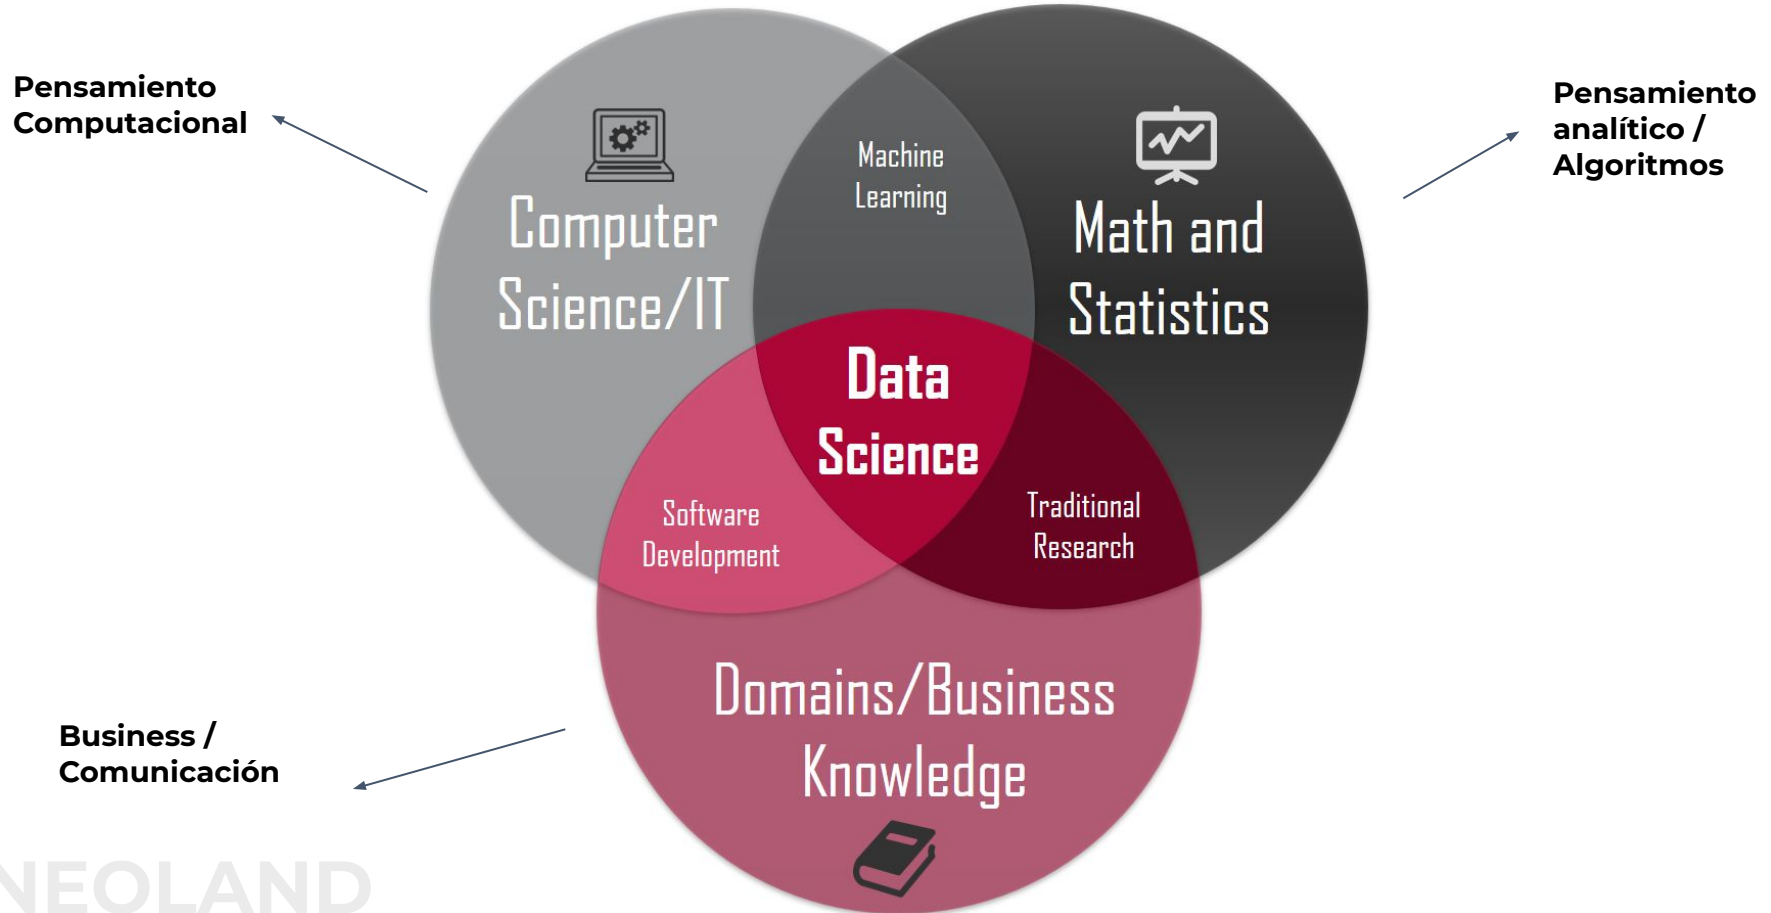 Pensamiento
Computacional
Pensamiento
analítico /
Algoritmos
Machine
Learning
Computer
Science/IT
Math and
Statistics
Data
Science
Software
Development
Traditional
Research
Domains/Business
Knowledge
Business /
Comunicación
NEOLAND